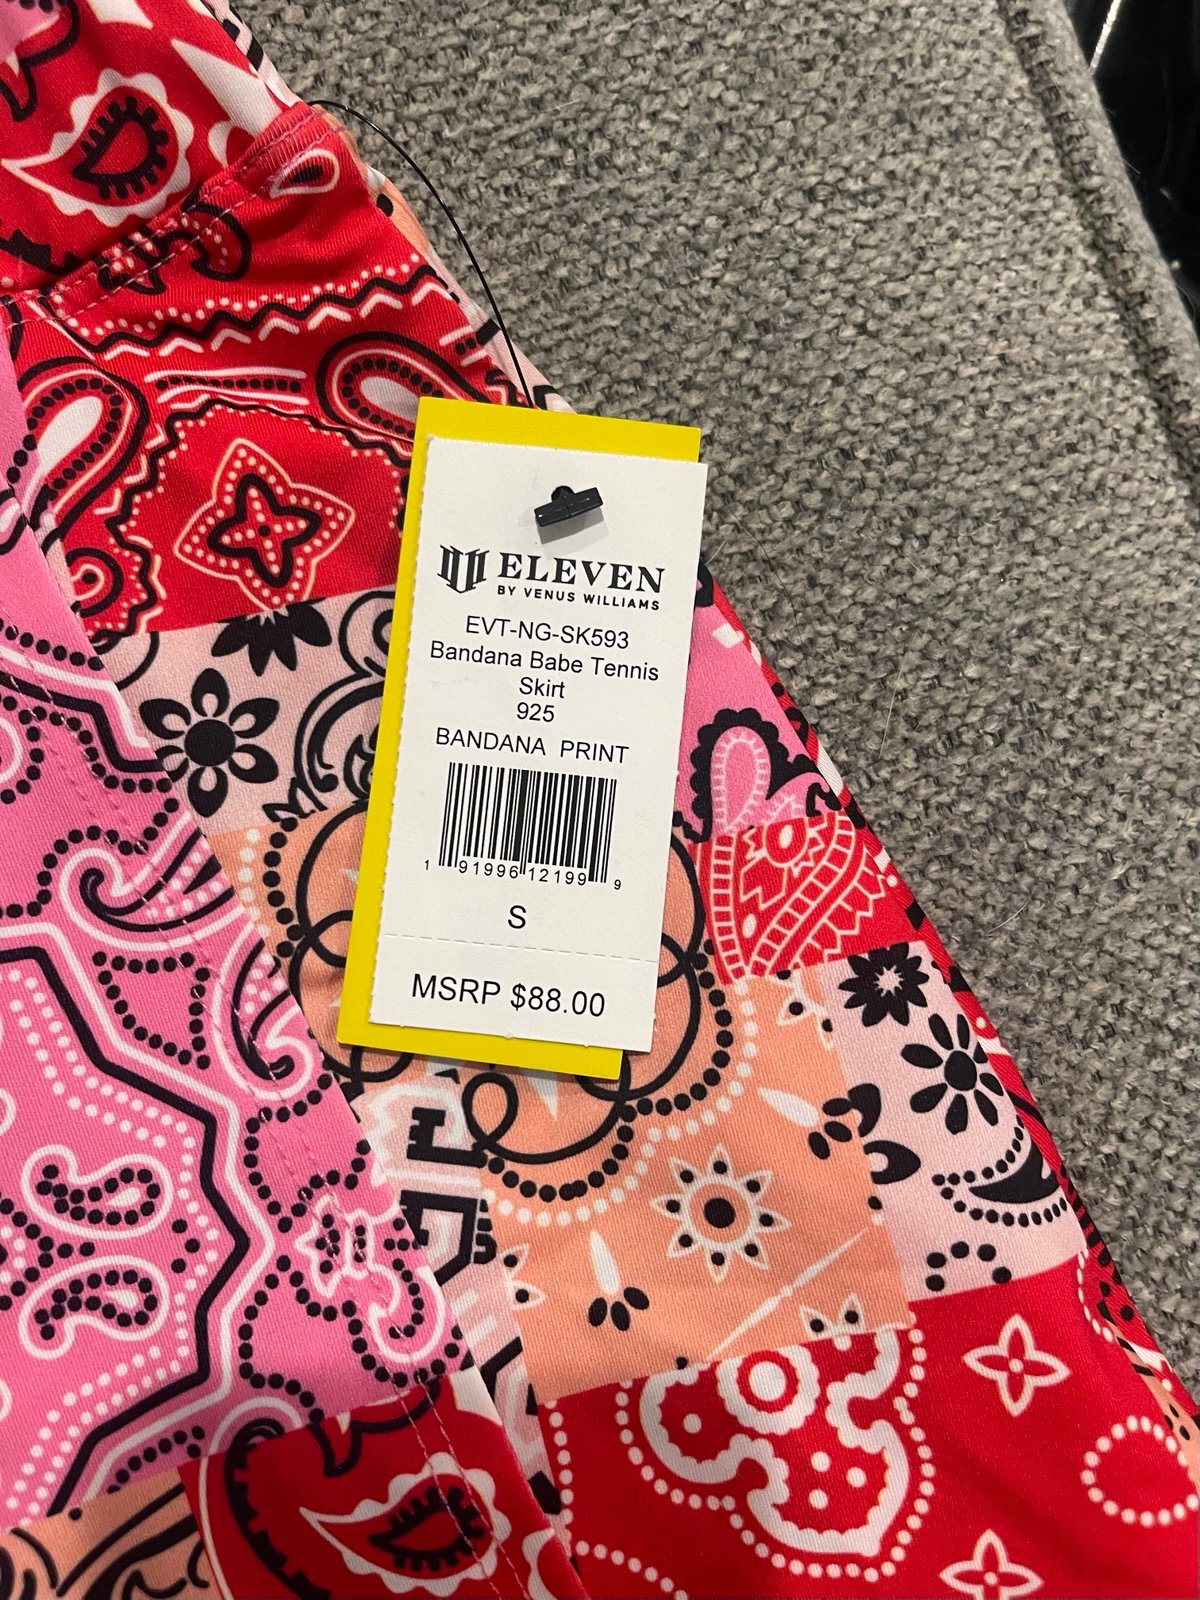 ELEVEN
BY VENUS WILLIAMS
EVT-NG-SK593
Bandana Babe Tennis
Skirt
925
BANDANA PRINT
1 91996 12199 9
S
MSRP $88.00